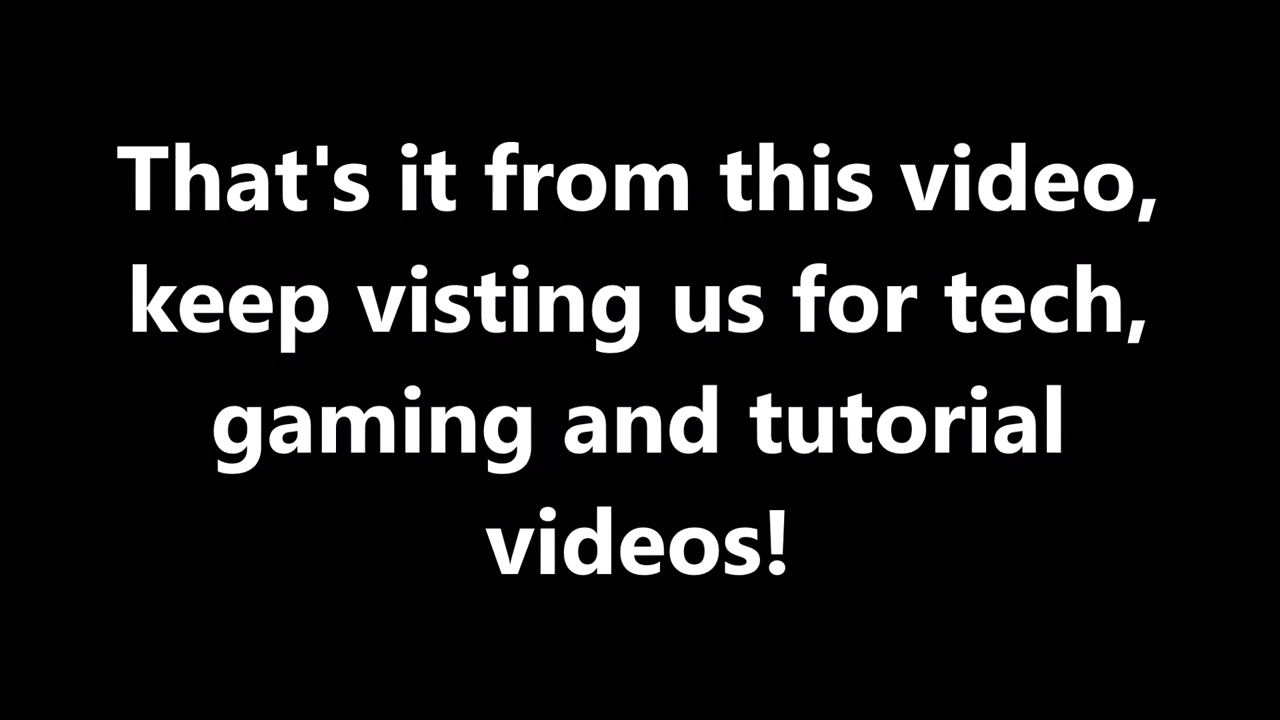 That's it from this video,
keep visting us for tech,
gaming and tutorial
videos!